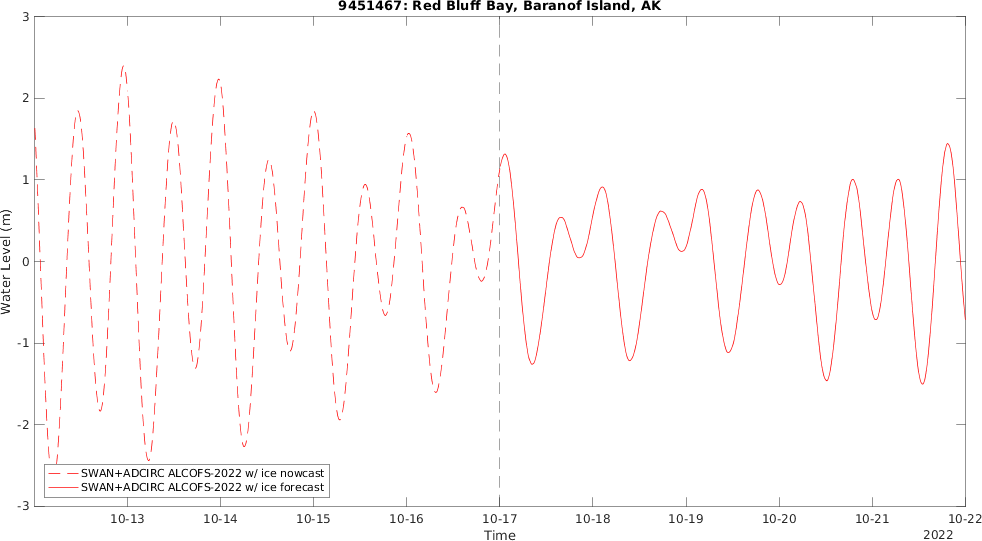 9451467: Red Bluff Bay, Baranof Island, AK
Water Level (m)
3
2
1
0
-1
-2
-3
SWAN+ADCIRC ALCOFS-2022 w/ ice nowcast
SWAN+ADCIRC ALCOFS-2022 w/ ice forecast
10-13 10-14 10-15 10-16 10-17 10-18 10-19 10-20 10-21 10-22
Time
2022